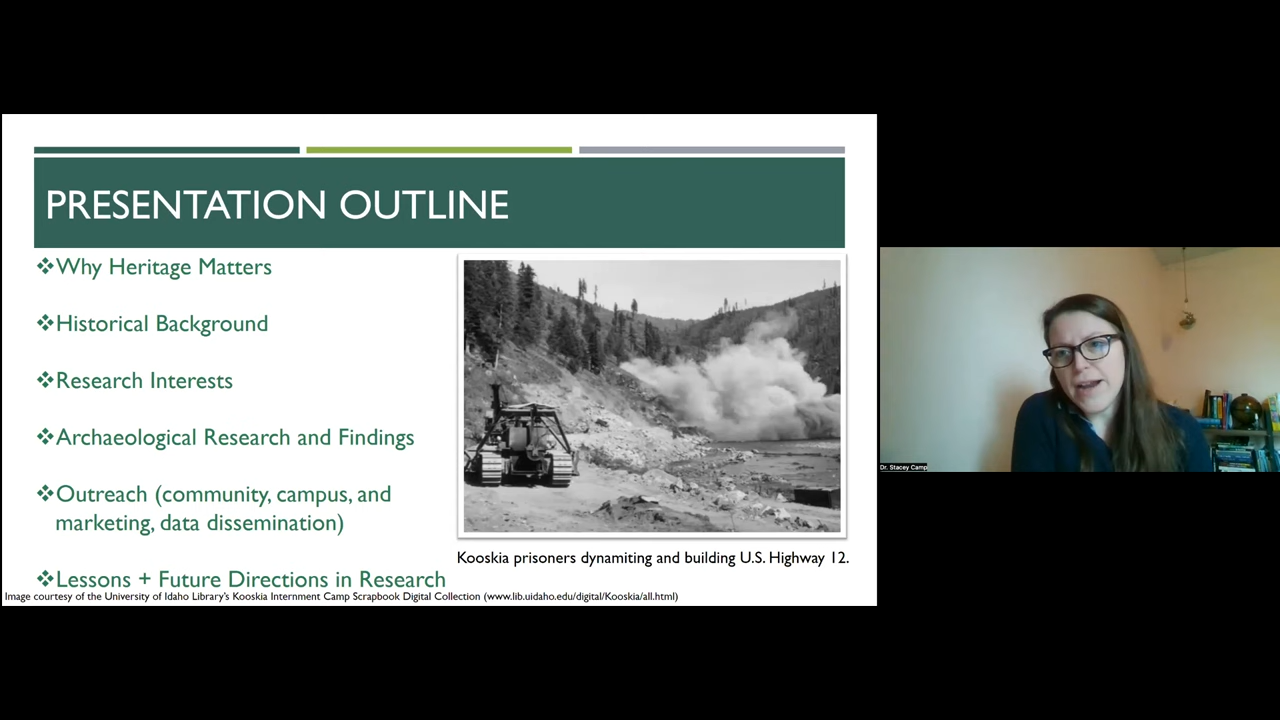 PRESENTATION OUTLINE
❖Why Heritage Matters
❖Historical Background
❖Research Interests
❖Archaeological Research and Findings
❖Outreach (community, campus, and
marketing, data dissemination)
❖Lessons + Future Directions in Research
Kooskia prisoners dynamiting and building U.S. Highway 12.
Image courtesy of the University of Idaho Library's Kooskia Internment Camp Scrapbook Digital Collection (www.lib.uidaho.edu/digital/Kooskia/all.html)
Dr. Stacey Camp